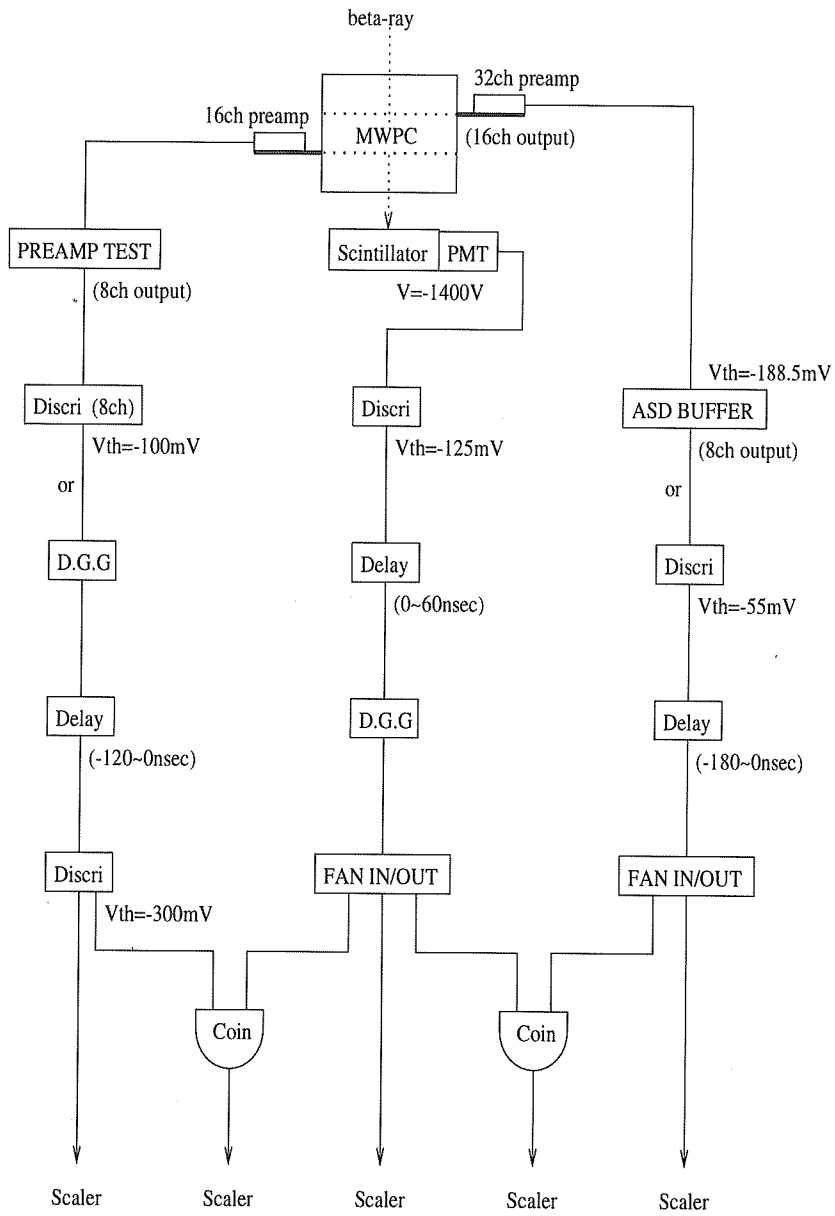 beta-ray
32ch preamp
16ch preamp
MWPC
(16ch output)
PREAMP TEST
Scintillator
PMT
(8ch output)
V=-1400V
Vth=-188.5mV
Discri (8ch)
Discri
ASD BUFFER
Vth=-100mV
Vth=-125mV
(8ch output)
or
or
D.G.G
Delay
Discri
(0~60nsec)
Vth=-55mV
Delay
D.G.G
Delay
(-120~0nsec)
(-180~0nsec)
Discri
FAN IN/OUT
FAN IN/OUT
Vth=-300mV
Coin
Coin
Scaler
Scaler
Scaler
Scaler
Scaler